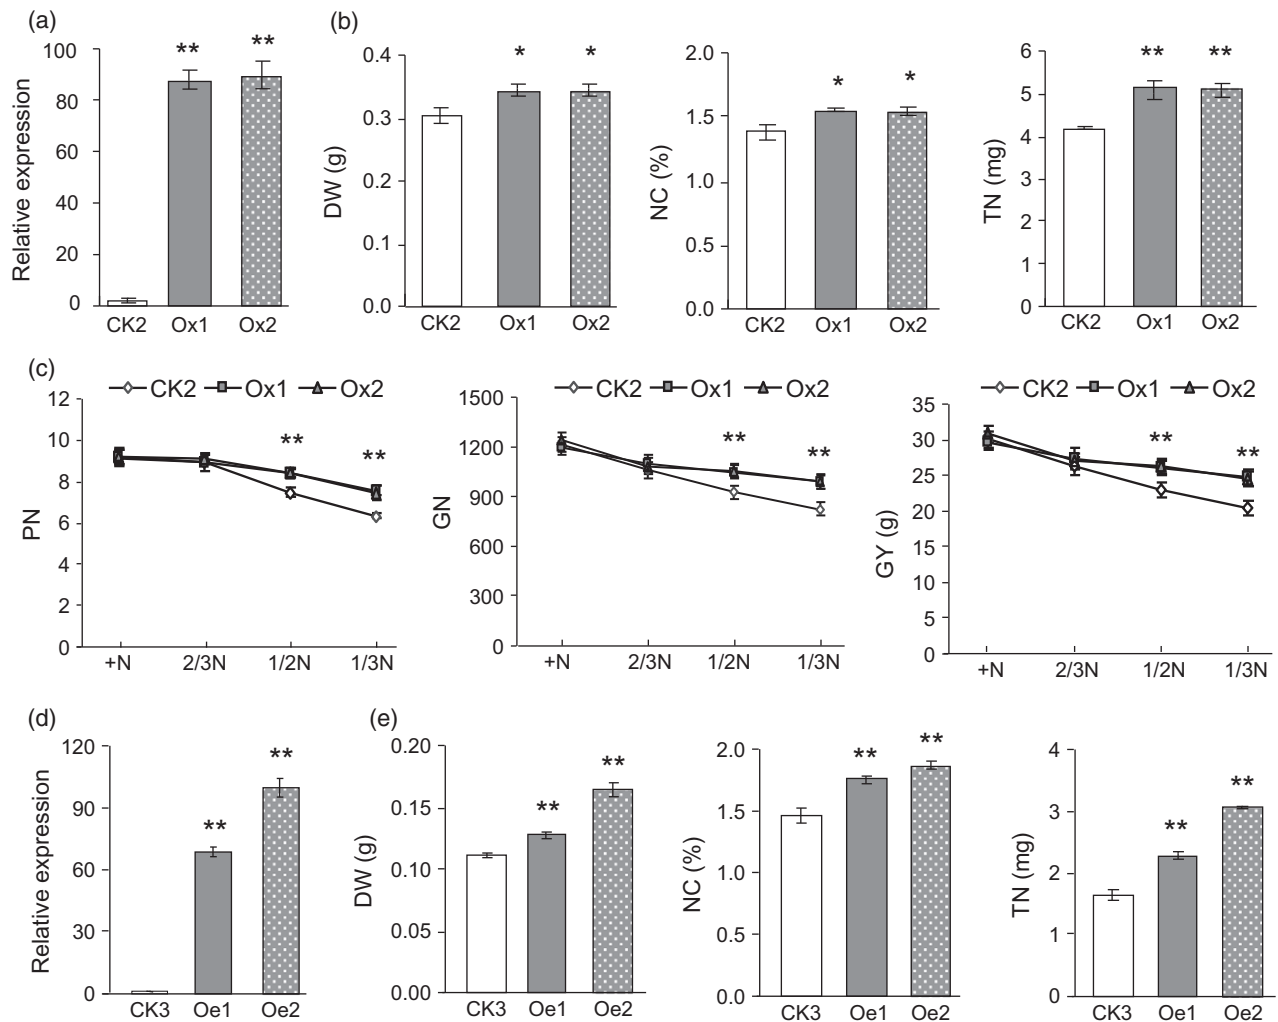 (a)
(b)
Relative expression
100
80
60
40
20
0
** **
CK2 Ox1 Ox2
DW (g)
0.4
0.3
0.2
0.1
0.0
* *
CK2 Ox1 Ox2
NC (%)
2.0
1.5
1.0
0.5
0.0
* *
CK2 Ox1 Ox2
TN (mg)
6
5
4
3
2
1
0
** **
CK2 Ox1 Ox2
(c)
CK2 Ox1 Ox2
PN
12
10
8
6
4
2
0
** **
+N 2/3N 1/2N 1/3N
CK2 Ox1 Ox2
GN
1500
1200
900
600
300
0
** **
+N 2/3N 1/2N 1/3N
CK2 Ox1 Ox2
GY (g)
35
30
25
20
15
10
5
0
** **
+N 2/3N 1/2N 1/3N
(d)
(e)
Relative expression
120
90
60
30
0
** **
CK3 Oe1 Oe2
DW (g)
0.20
0.15
0.10
0.05
0.00
** **
CK3 Oe1 Oe2
NC (%)
2.0
1.5
1.0
0.5
0.0
** **
CK3 Oe1 Oe2
TN (mg)
4
3
2
1
0
** **
CK3 Oe1 Oe2